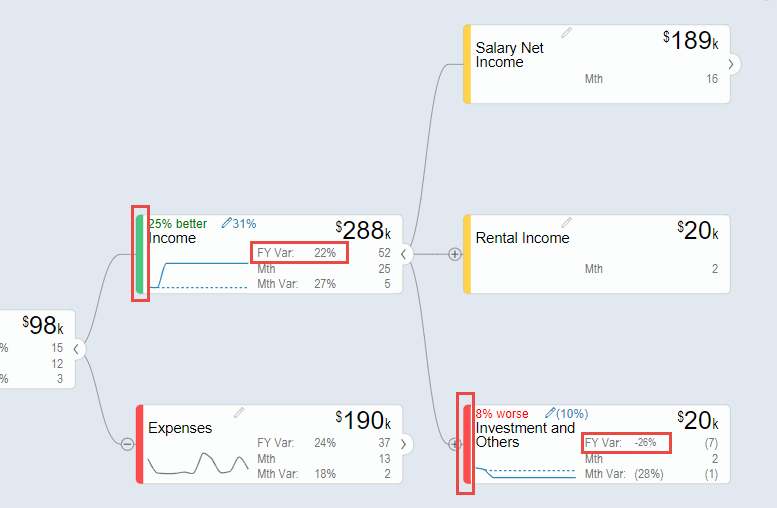 Salary Net
Income
$189k
Mth 16
25% better 31%
Income
$288k
FY Var: 22% 52
Mth 25
Mth Var: 27% 5
Rental Income
$20k
Mth 2
$98k
% 15
12
% 3
Expenses
$190k
FY Var: 24% 37
Mth 13
Mth Var: 18% 2
8% worse (10%)
Investment and
Others
$20k
FY Var: -26% (7)
Mth 2
Mth Var: (28%) (1)